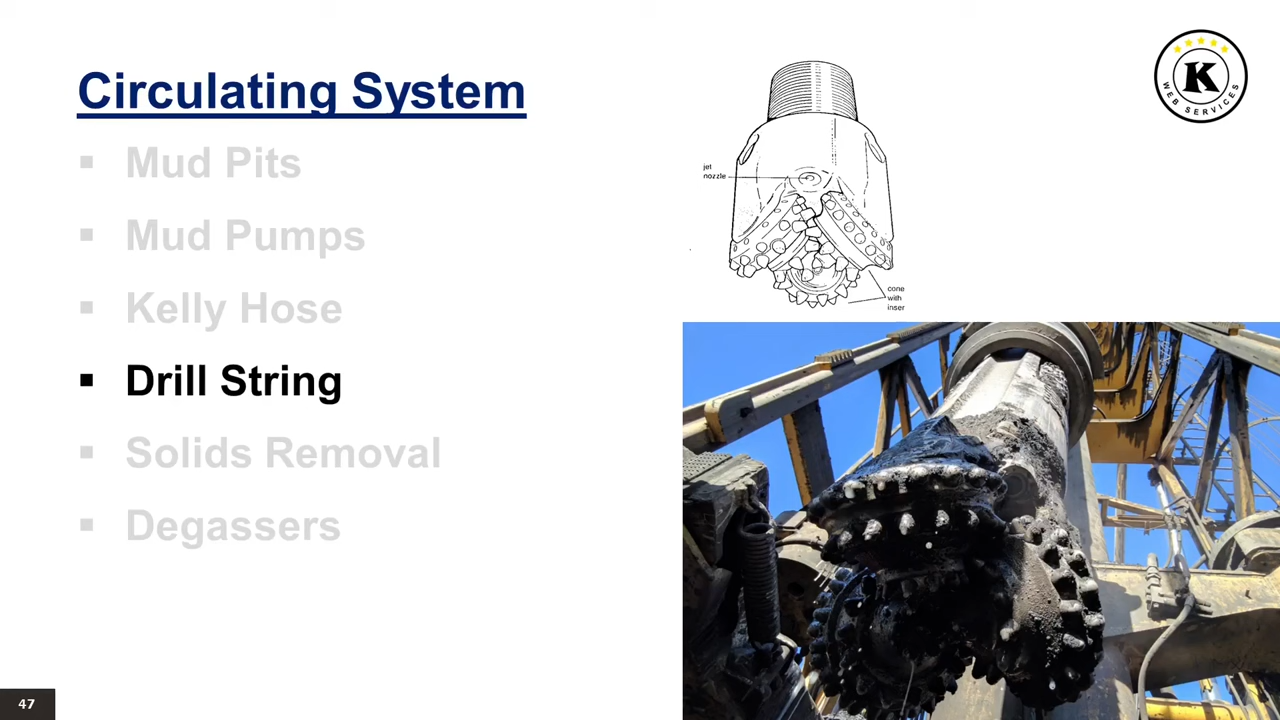 Circulating System
▪ Mud Pits
▪ Mud Pumps
▪ Kelly Hose
▪ Drill String
▪ Solids Removal
▪ Degassers
jet
nozzle
cone
with
inser
K
WEB SERVICES
47